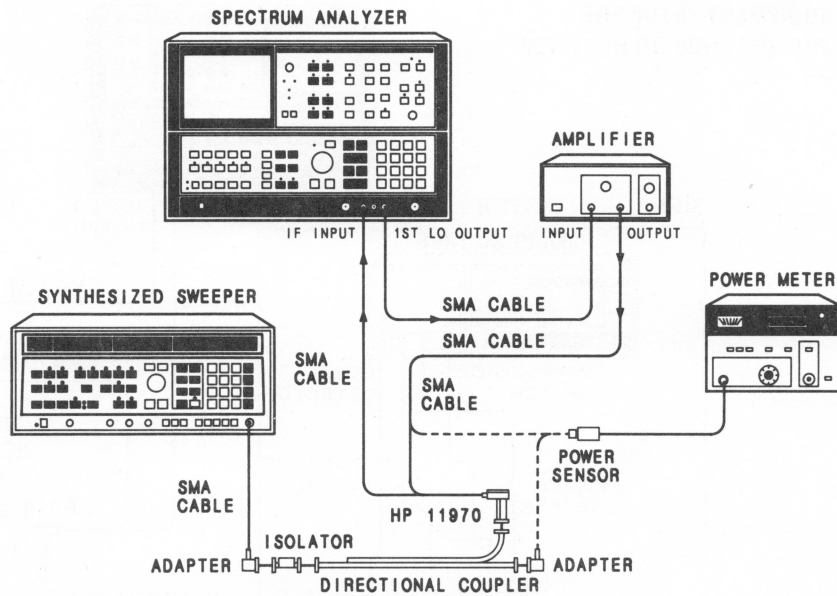 SPECTRUM ANALYZER
AMPLIFIER
IF INPUT
1ST LO OUTPUT
INPUT
OUTPUT
POWER METER
SYNTHESIZED SWEEPER
SMA CABLE
SMA CABLE
SMA
CABLE
SMA
CABLE
POWER
SENSOR
SMA
CABLE
HP 11970
ISOLATOR
ADAPTER
ADAPTER
DIRECTIONAL COUPLER